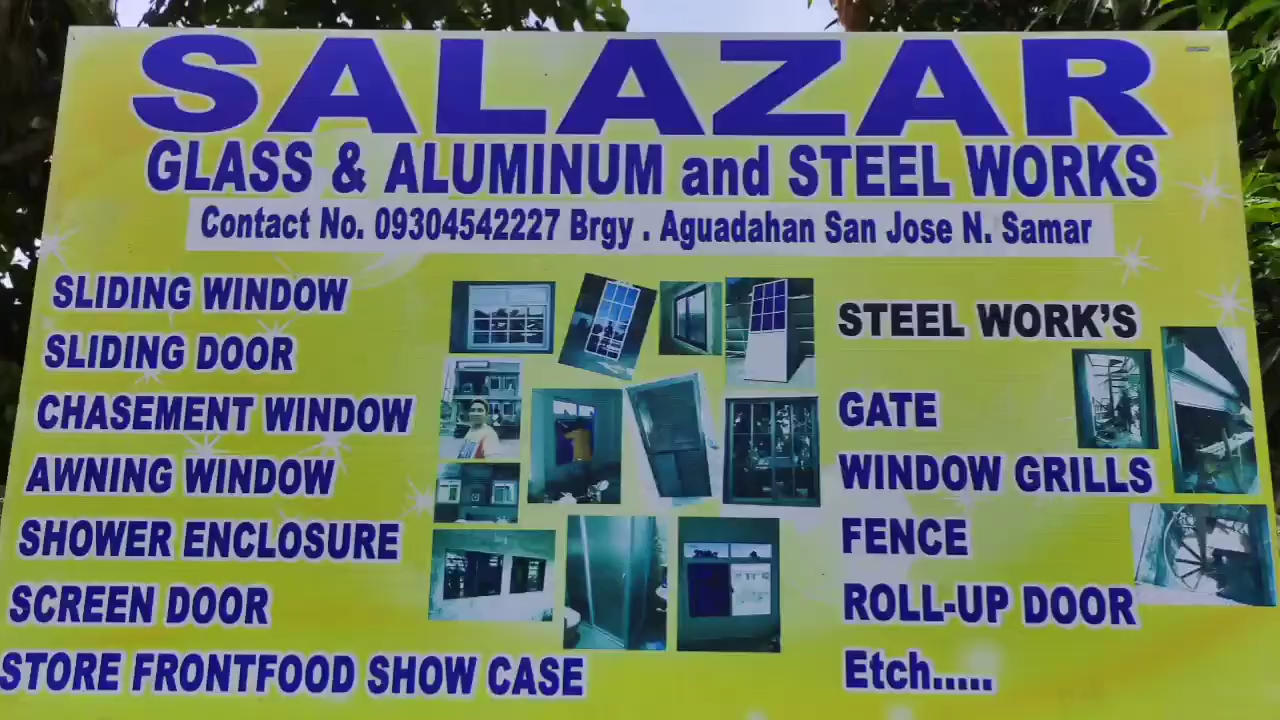 SALAZAR
GLASS & ALUMINUM and STEEL WORKS
Contact No. 09304542227 Brgy . Aguadahan San Jose N. Samar
SLIDING WINDOW
SLIDING DOOR
CHASEMENT WINDOW
AWNING WINDOW
SHOWER ENCLOSURE
SCREEN DOOR
STORE FRONTFOOD SHOW CASE
STEEL WORK'S
GATE
WINDOW GRILLS
FENCE
ROLL-UP DOOR
Etch.....